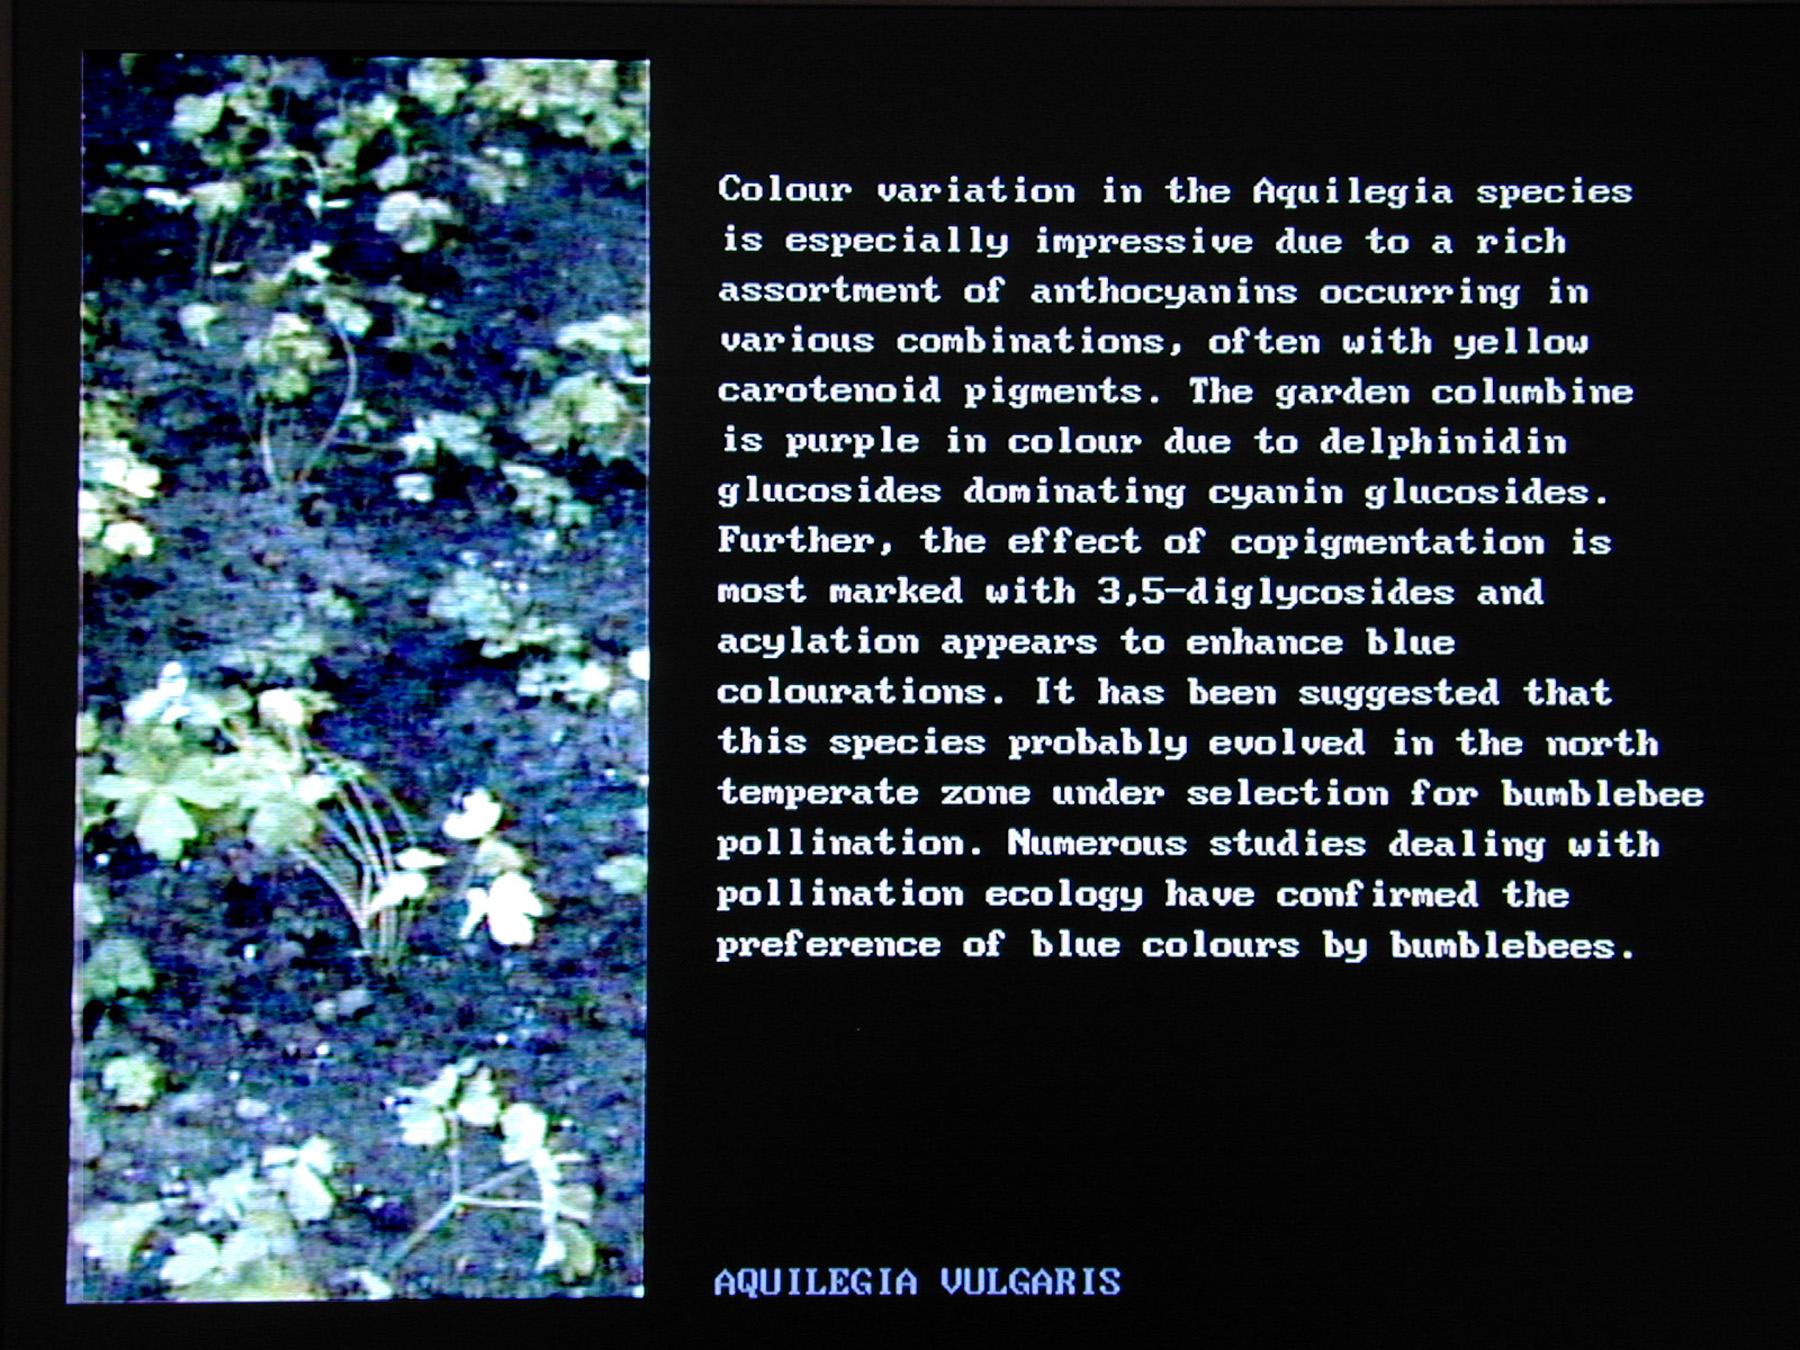 Colour variation in the Aquilegia species
is especially impressive due to a rich
assortment of anthocyanins occurring in
various combinations, often with yellow
carotenoid pigments. The garden columbine
is purple in colour due to delphinidin
glucosides dominating cyanin glucosides.
Further, the effect of copigmentation is
most marked with 3,5-diglycosides and
acylation appears to enhance blue
colourations. It has been suggested that
this species probably evolved in the north
temperate zone under selection for bumblebee
pollination. Numerous studies dealing with
pollination ecology have confirmed the
preference of blue colours by bumblebees.
AQUILEGIA VULGARIS